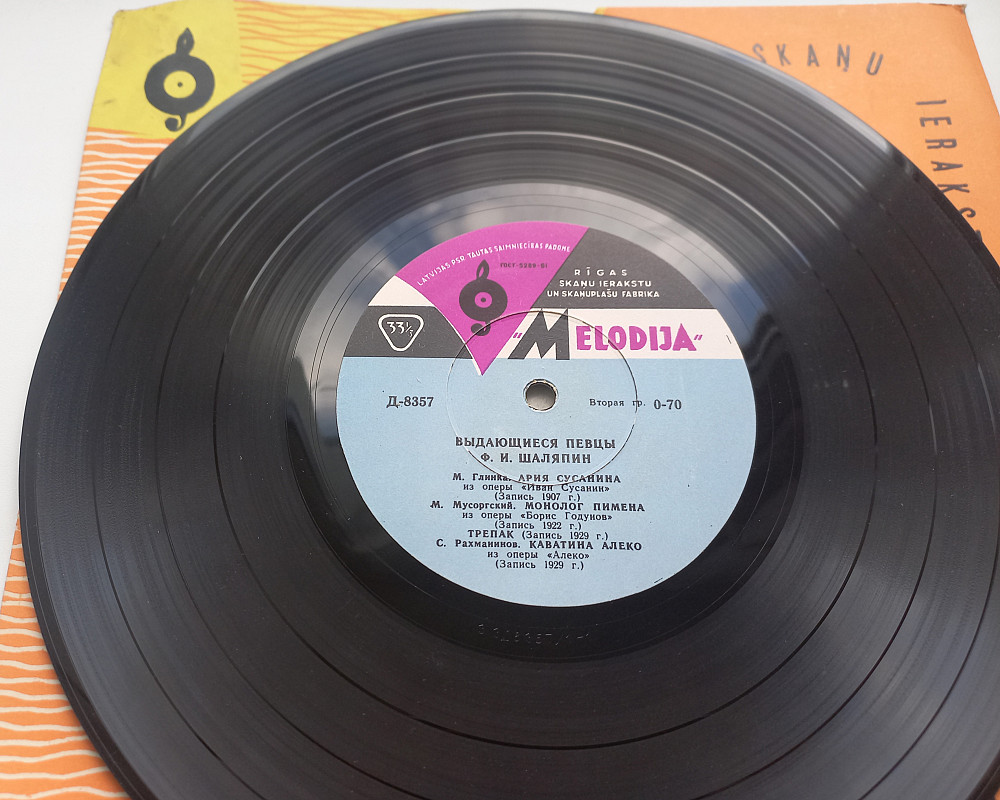 SKAŅU
IERAKS
LATVIJAS PSR TAUTAS SAIMNIECĪBAS PADOME
ГОСТ-5289-61
RĪGAS
SKAŅU IERAKSTU
UN SKAŅUPLAŠU FABRIKA
33⅓
"MELODIJA"
Д-8357
Вторая гр. 0-70
ВЫДАЮЩИЕСЯ ПЕВЦЫ
Ф. И. ШАЛЯПИН
М. Глинка. АРИЯ СУСАНИНА
из оперы «Иван Сусанин»
(Запись 1907 г.)
М. Мусоргский. МОНОЛОГ ПИМЕНА
из оперы «Борис Годунов»
(Запись 1922 г.)
ТРЕПАК (Запись 1929 г.)
С. Рахманинов. КАВАТИНА АЛЕКО
из оперы «Алеко»
(Запись 1929 г.)